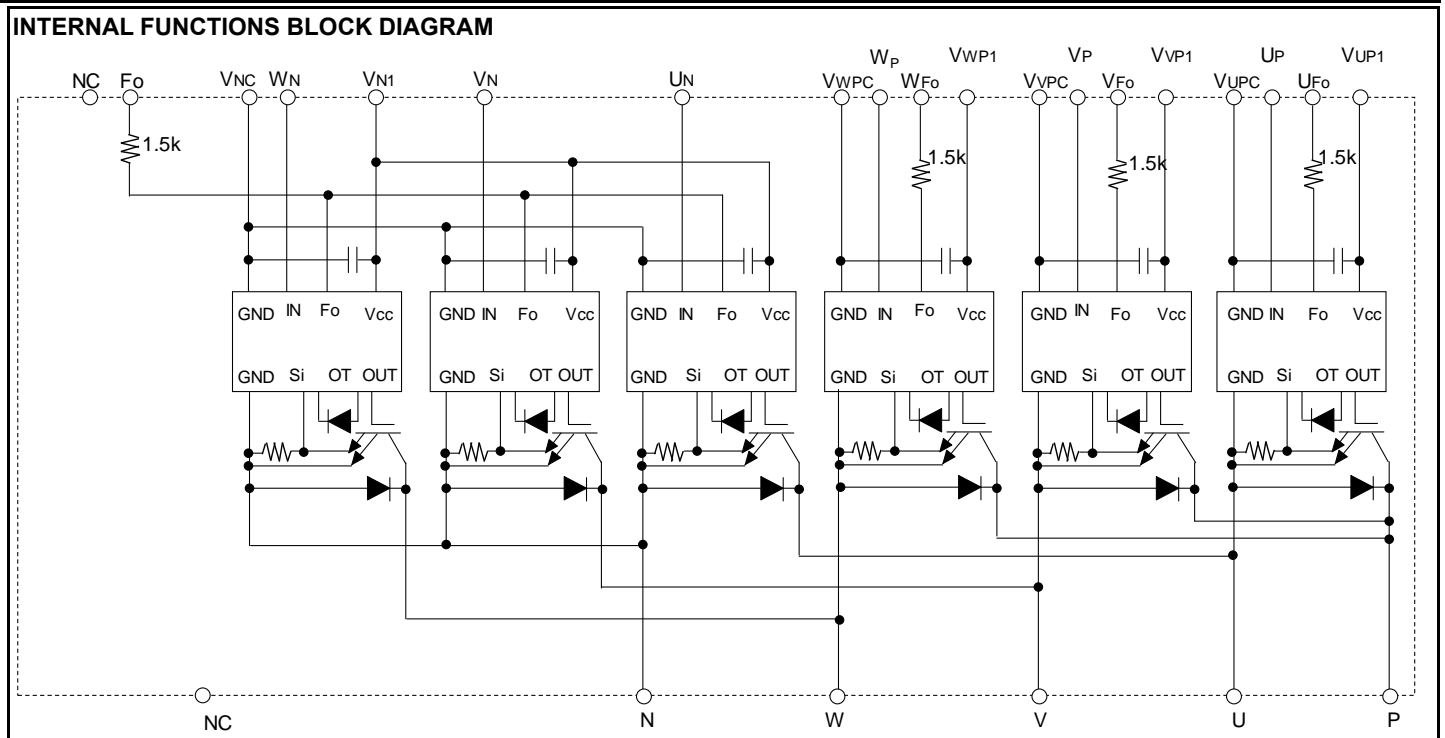 INTERNAL FUNCTIONS BLOCK DIAGRAM
NC Fo VNC WN VN1 VN UN VWPC WP WFo VWP1 VVPC VP VFo VVP1 VUPC UP UFo VUP1
1.5k 1.5k 1.5k 1.5k
GND IN Fo Vcc GND IN Fo Vcc GND IN Fo Vcc GND IN Fo Vcc GND IN Fo Vcc GND IN Fo Vcc
GND Si OT OUT GND Si OT OUT GND Si OT OUT GND Si OT OUT GND Si OT OUT GND Si OT OUT
NC N W V U P